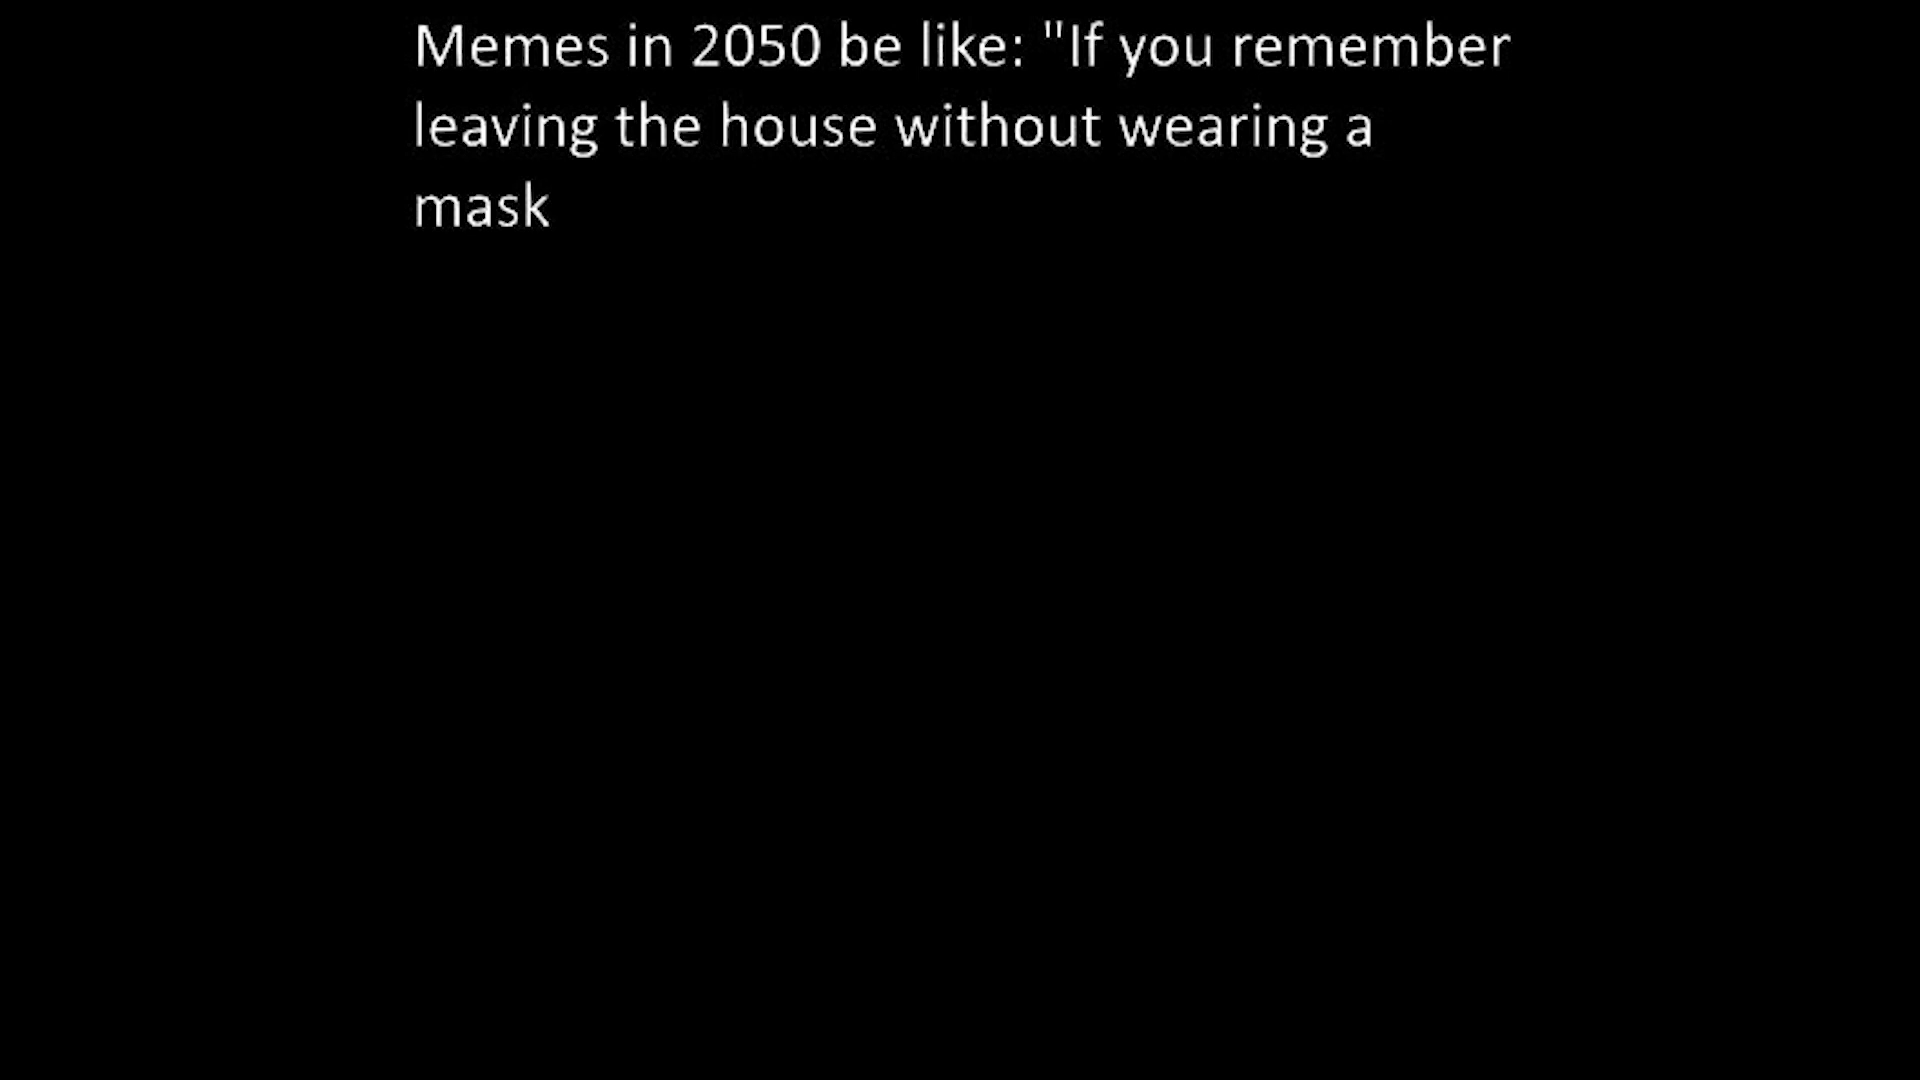 Memes in 2050 be like: "If you remember
leaving the house without wearing a
mask